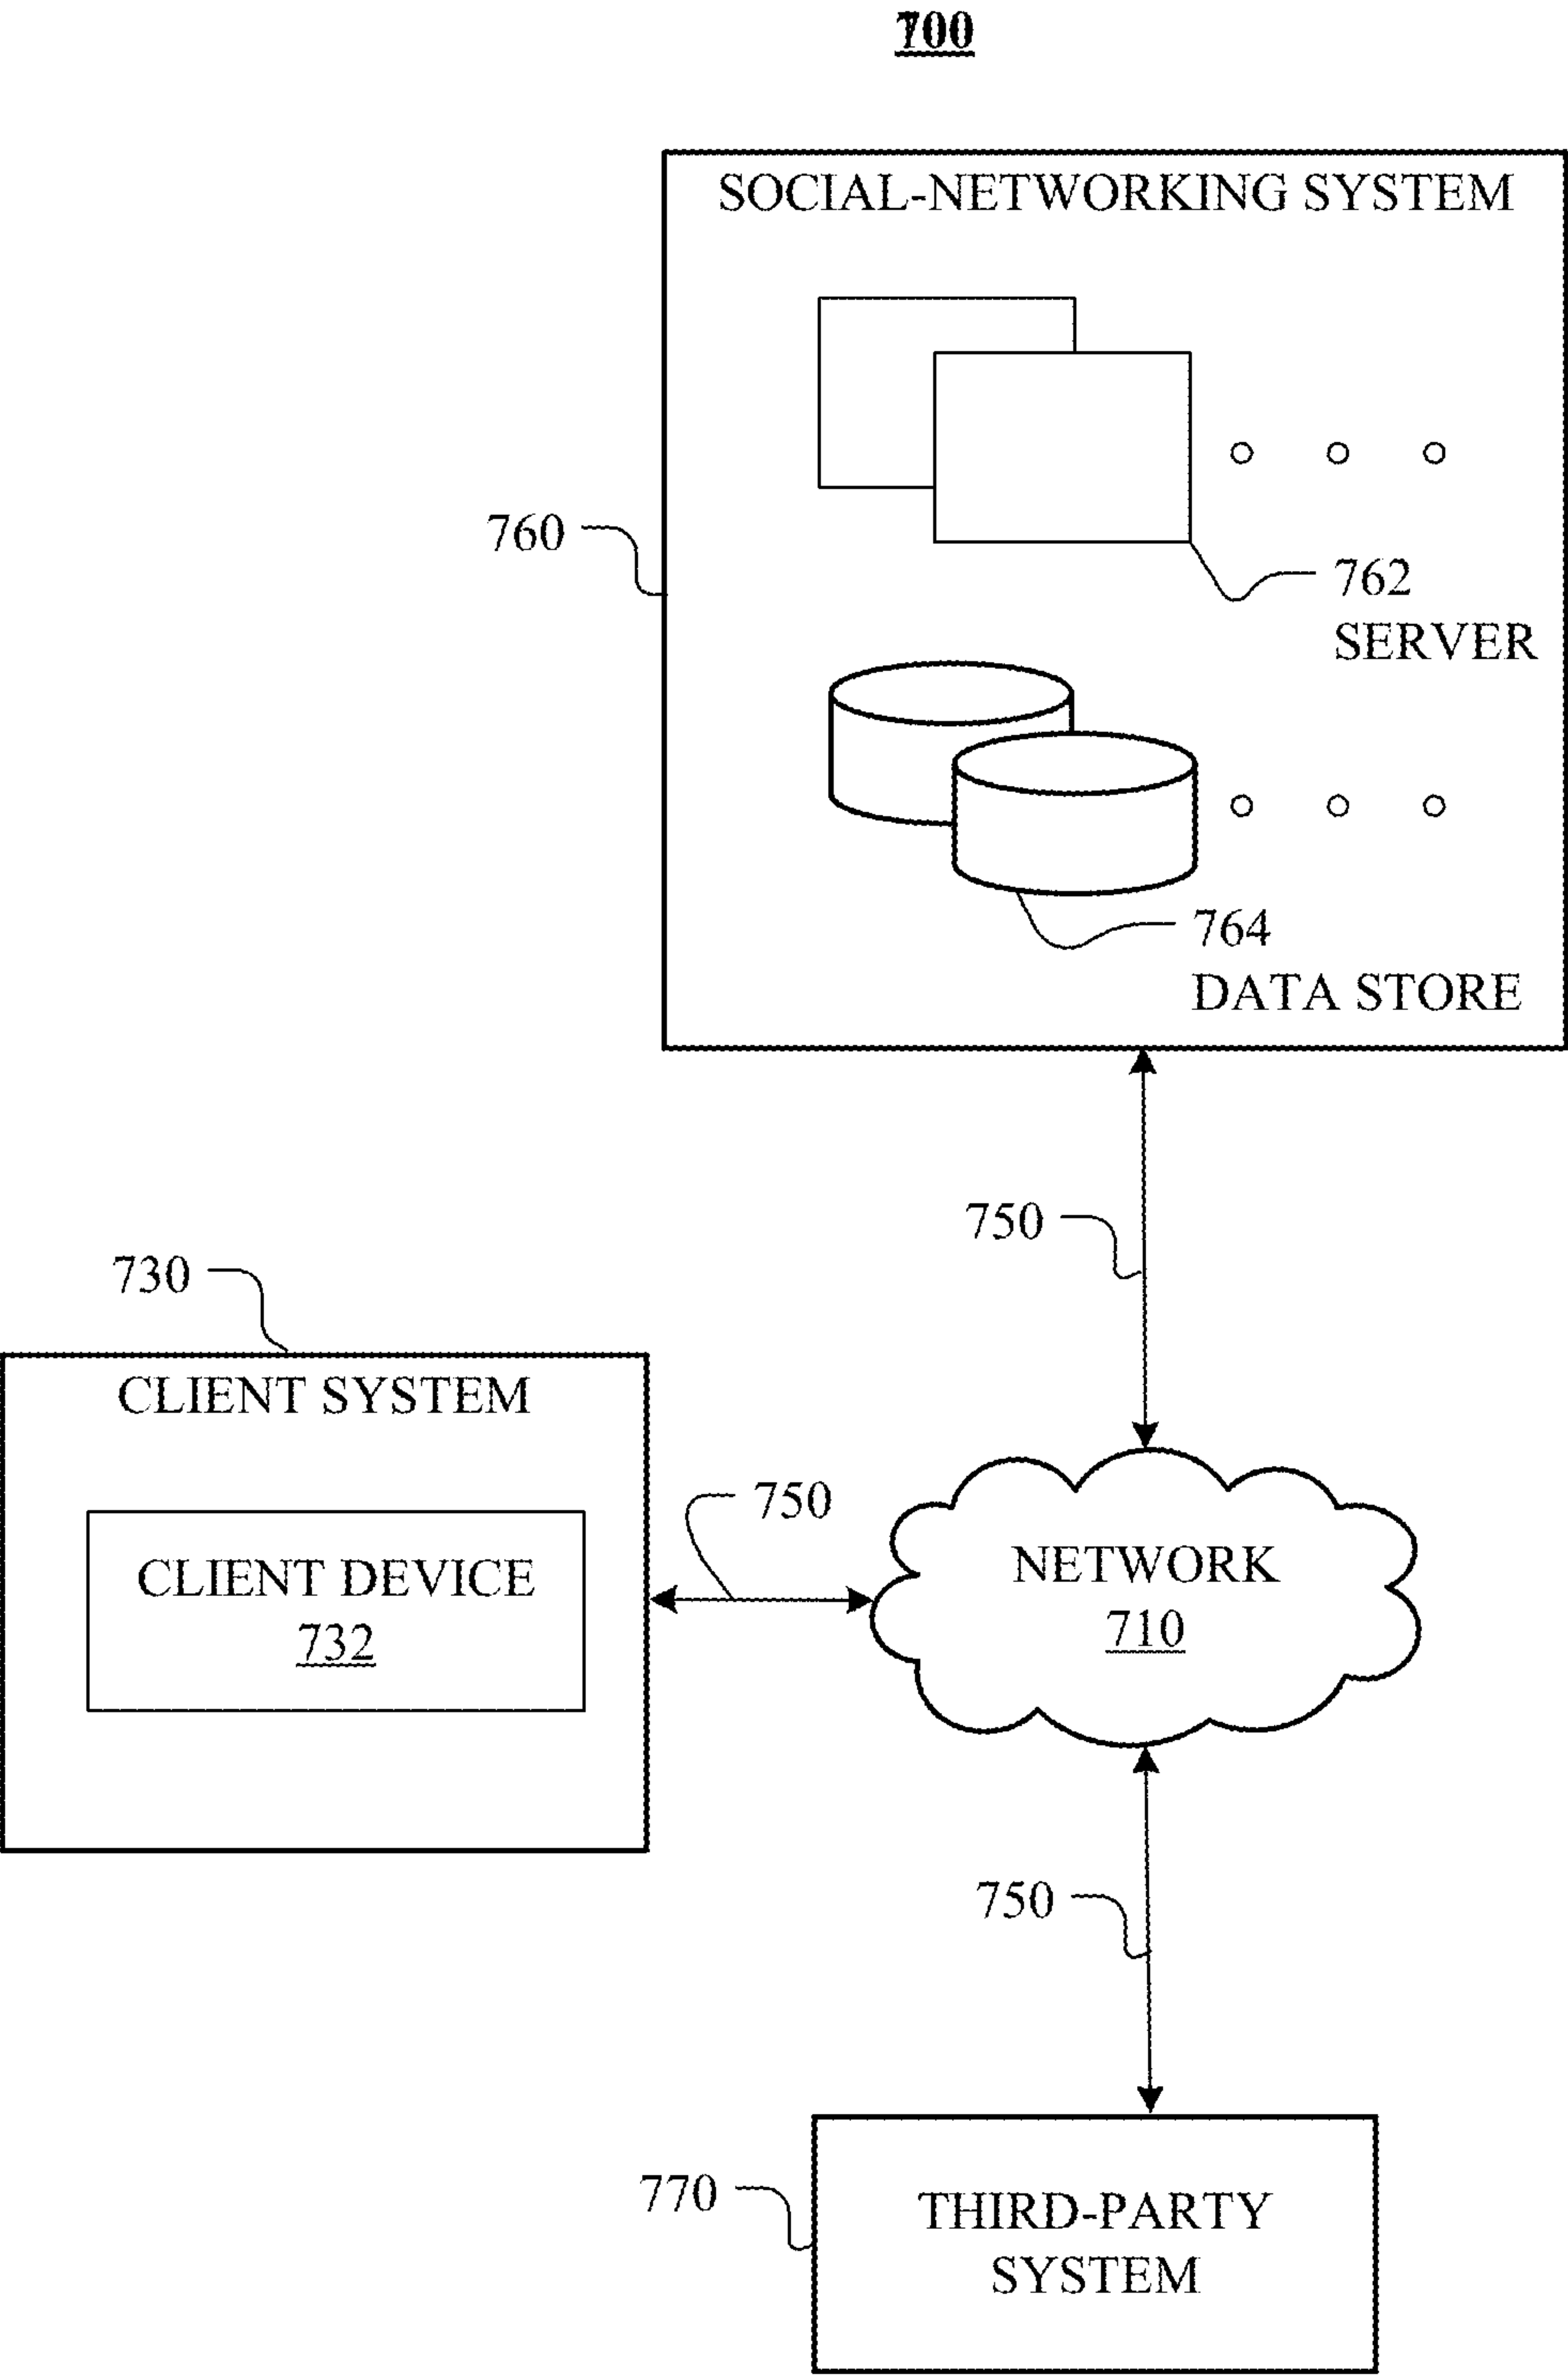 700
SOCIAL-NETWORKING SYSTEM
760
762
SERVER
764
DATA STORE
750
730
CLIENT SYSTEM
750
CLIENT DEVICE
732
NETWORK
710
750
770
THIRD-PARTY
SYSTEM